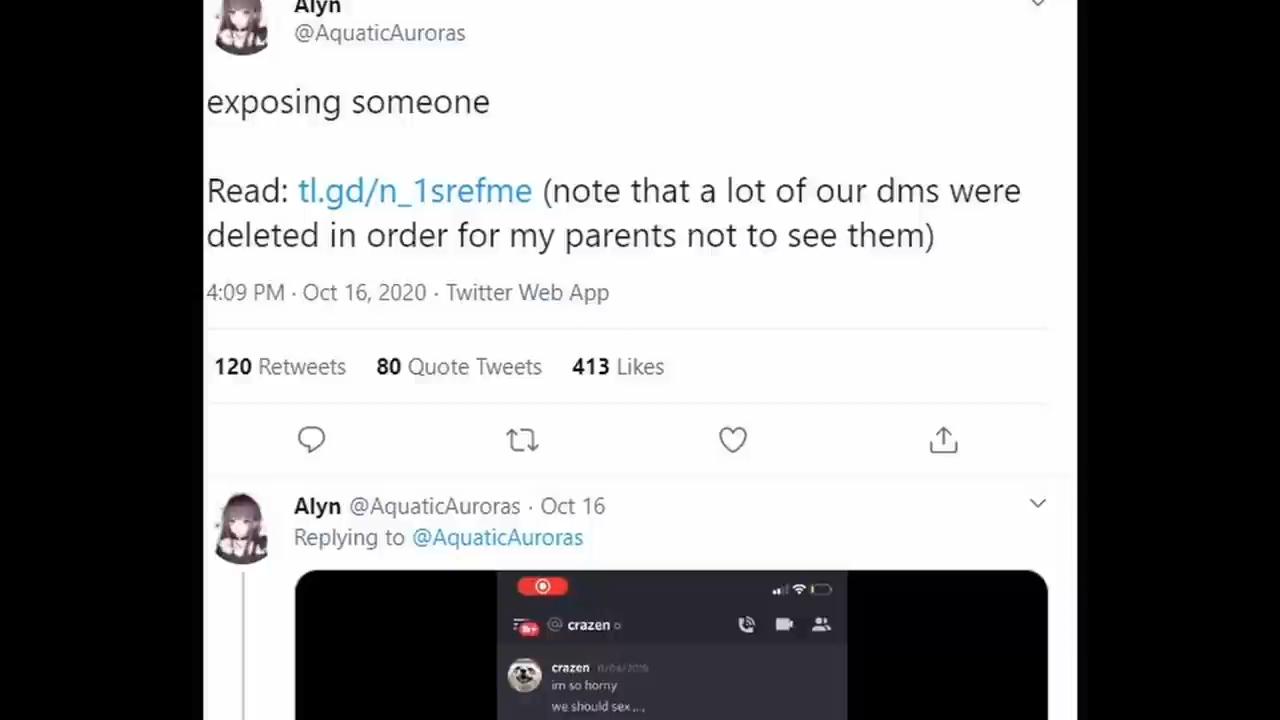 Alyn
@AquaticAuroras
exposing someone
Read: tl.gd/n_1srefme (note that a lot of our dms were
deleted in order for my parents not to see them)
4:09 PM · Oct 16, 2020 · Twitter Web App
120 Retweets 80 Quote Tweets 413 Likes
Alyn @AquaticAuroras · Oct 16
Replying to @AquaticAuroras
@ crazen
crazen
im so horny
we should sex....